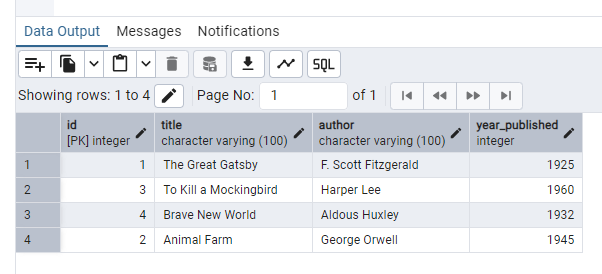 Data Output Messages Notifications
SQL
Showing rows: 1 to 4 Page No: 1 of 1
id title author year_published
[PK] integer character varying (100) character varying (100) integer
1 1 The Great Gatsby F. Scott Fitzgerald 1925
2 3 To Kill a Mockingbird Harper Lee 1960
3 4 Brave New World Aldous Huxley 1932
4 2 Animal Farm George Orwell 1945